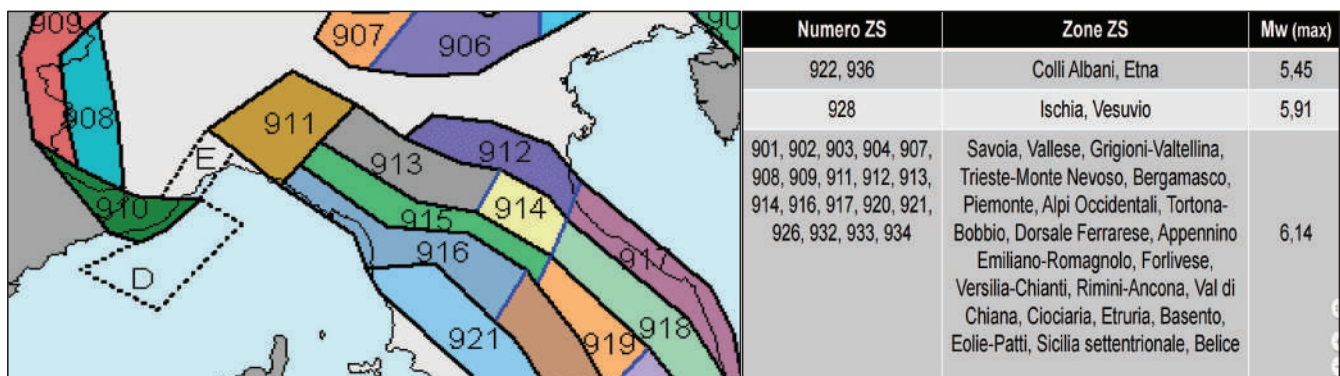 909
907
906
90
908
911
E
910
D
913
912
915
914
916
917
921
919
918
Numero ZS Zone ZS Mw (max)
922, 936 Colli Albani, Etna 5,45
928 Ischia, Vesuvio 5,91
901, 902, 903, 904, 907,
908, 909, 911, 912, 913,
914, 916, 917, 920, 921,
926, 932, 933, 934
Savoia, Vallese, Grigioni-Valtellina,
Trieste-Monte Nevoso, Bergamasco,
Piemonte, Alpi Occidentali, Tortona-
Bobbio, Dorsale Ferrarese, Appennino
Emiliano-Romagnolo, Forlivese,
Versilia-Chianti, Rimini-Ancona, Val di
Chiana, Ciociaria, Etruria, Basento,
Eolie-Patti, Sicilia settentrionale, Belice
6,14